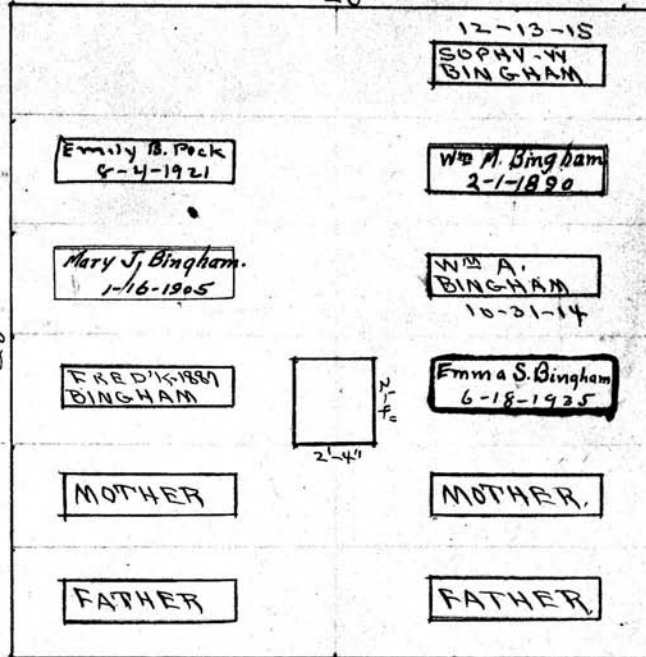 12-13-15
SOPHY-W
BINGHAM
Emily B. Peck
8-4-1921
Wm M. Bingham
2-1-1890
Mary J. Bingham.
1-16-1905
Wm A.
BINGHAM
10-31-14
FRED'K-1887
BINGHAM
2'-4"
2'-4"
Emma S. Bingham
6-18-1935
MOTHER
MOTHER.
FATHER
FATHER.